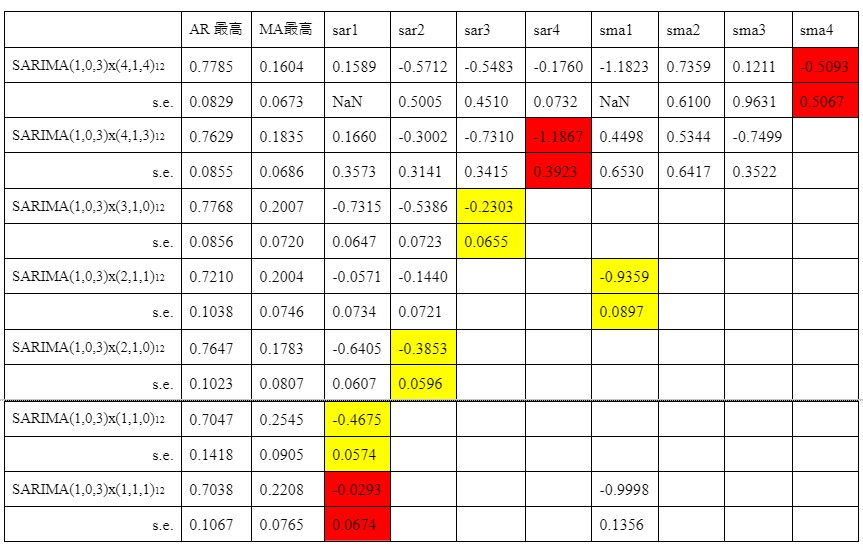 AR 最高 MA最高 sar1 sar2 sar3 sar4 sma1 sma2 sma3 sma4
SARIMA(1,0,3)x(4,1,4)12 0.7785 0.1604 0.1589 -0.5712 -0.5483 -0.1760 -1.1823 0.7359 0.1211 -0.5093
s.e. 0.0829 0.0673 NaN 0.5005 0.4510 0.0732 NaN 0.6100 0.9631 0.5067
SARIMA(1,0,3)x(4,1,3)12 0.7629 0.1835 0.1660 -0.3002 -0.7310 -1.1867 0.4498 0.5344 -0.7499
s.e. 0.0855 0.0686 0.3573 0.3141 0.3415 0.3923 0.6530 0.6417 0.3522
SARIMA(1,0,3)x(3,1,0)12 0.7768 0.2007 -0.7315 -0.5386 -0.2303
s.e. 0.0856 0.0720 0.0647 0.0723 0.0655
SARIMA(1,0,3)x(2,1,1)12 0.7210 0.2004 -0.0571 -0.1440 -0.9359
s.e. 0.1038 0.0746 0.0734 0.0721 0.0897
SARIMA(1,0,3)x(2,1,0)12 0.7647 0.1783 -0.6405 -0.3853
s.e. 0.1023 0.0807 0.0607 0.0596
SARIMA(1,0,3)x(1,1,0)12 0.7047 0.2545 -0.4675
s.e. 0.1418 0.0905 0.0574
SARIMA(1,0,3)x(1,1,1)12 0.7038 0.2208 -0.0293 -0.9998
s.e. 0.1067 0.0765 0.0674 0.1356